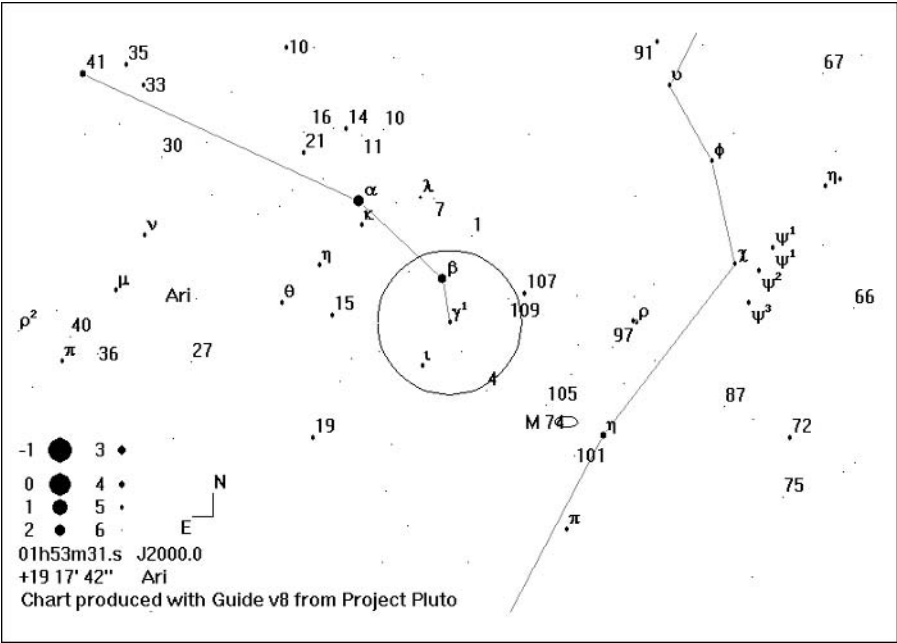 91
35
10
41
67
33
υ
16 14 10
21
11
30
φ
η
α
λ
κ
7
ν
1
ψ¹
χ
ψ¹
η
β
ψ²
μ
107
Ari
θ
66
15
γ¹
109
ρ
ψ³
ρ²
40
97
π
36
27
ι
4
105
87
M 74
η
19
72
101
-1 3
0 4
75
1 5
N
2 6
E
π
01h53m31.s J2000.0
+19 17' 42" Ari
Chart produced with Guide v8 from Project Pluto